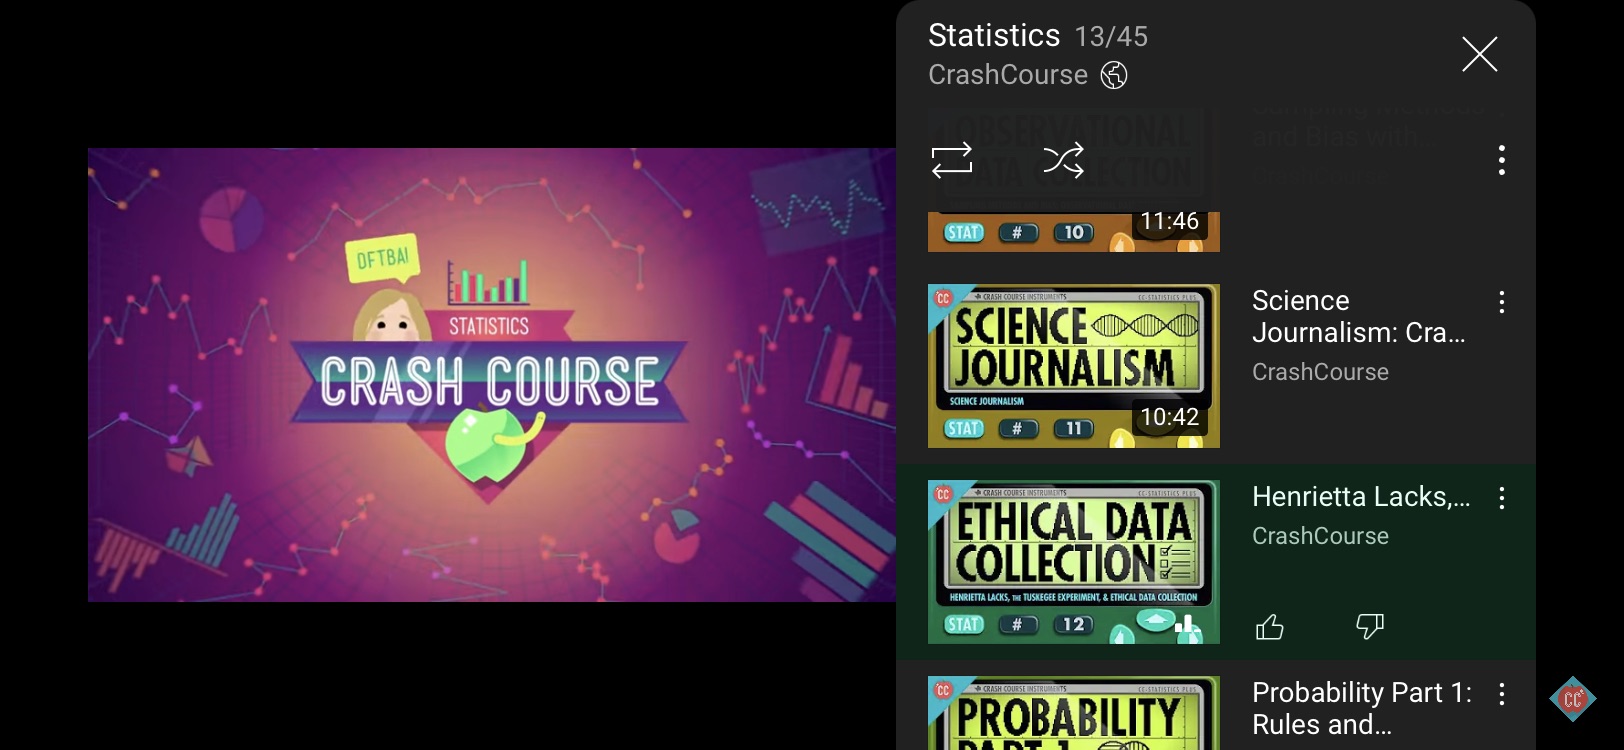 DFTBA!
STATISTICS
CRASH COURSE
Statistics 13/45
CrashCourse
OBSERVATIONAL
DATA COLLECTION
Sampling Methods
and Bias with...
CrashCourse
11:46
STAT # 10
CC
CRASH COURSE INSTRUMENTS CC-STATISTICS PLUS
SCIENCE
JOURNALISM
SCIENCE JOURNALISM
10:42
STAT # 11
Science
Journalism: Cra...
CrashCourse
CC
CRASH COURSE INSTRUMENTS CC-STATISTICS PLUS
ETHICAL DATA
COLLECTION
HENRIETTA LACKS, THE TUSKEGEE EXPERIMENT, & ETHICAL DATA COLLECTION
STAT # 12
Henrietta Lacks,...
CrashCourse
CC
CRASH COURSE INSTRUMENTS CC-STATISTICS PLUS
PROBABILITY
PART 1
Probability Part 1:
Rules and...
CC